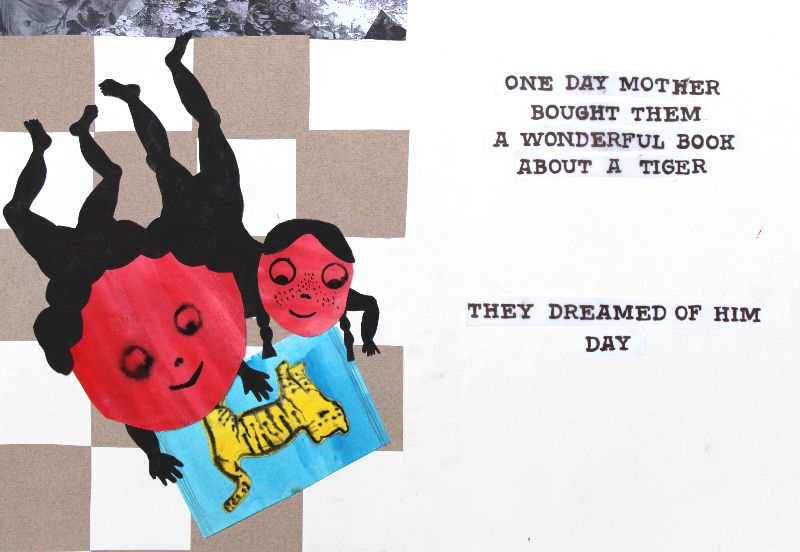 ONE DAY MOTHER
BOUGHT THEM
A WONDERFUL BOOK
ABOUT A TIGER
THEY DREAMED OF HIM
DAY